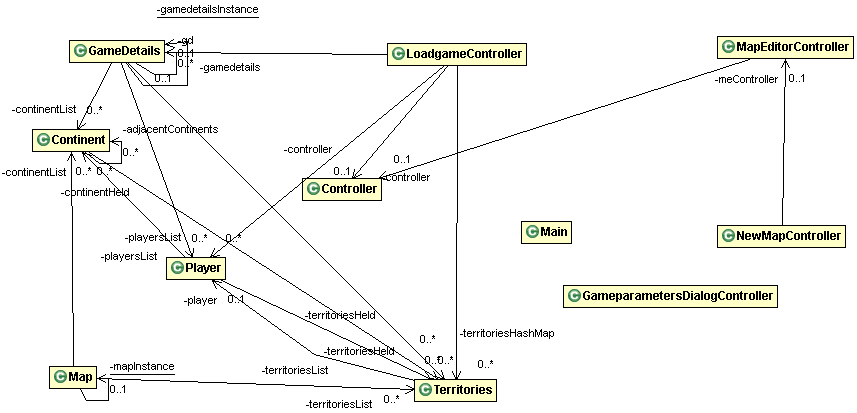 -gamedetailsInstance
GameDetails
-gd
0..1
0..*
0..1
-gamedetails
LoadgameController
MapEditorController
-meController
0..1
-continentList
0..*
-adjacentContinents
Continent
0..*
-controller
0..1
0..1
-continentList
0..*
0..*
-continentHeld
Controller
-controller
-playersList
0..*
0..*
-playersList
Main
NewMapController
Player
-player
0..1
GameparametersDialogController
-territoriesHeld
-territoriesHashMap
0..*
-territoriesHeld
0..*
0..*
0..*
-mapInstance
-territoriesList
Map
0..1
Territories
-territoriesList
0..*